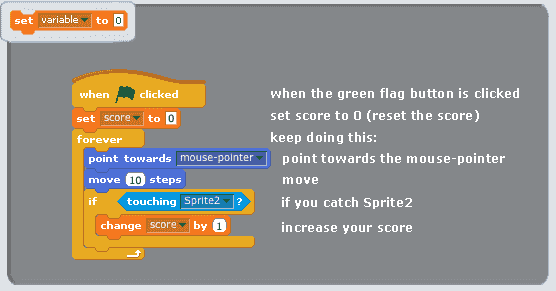 set variable to 0
when clicked
set score to 0
forever
point towards mouse-pointer
move 10 steps
if touching Sprite2 ?
change score by 1
when the green flag button is clicked
set score to 0 (reset the score)
keep doing this:
point towards the mouse-pointer
move
if you catch Sprite2
increase your score